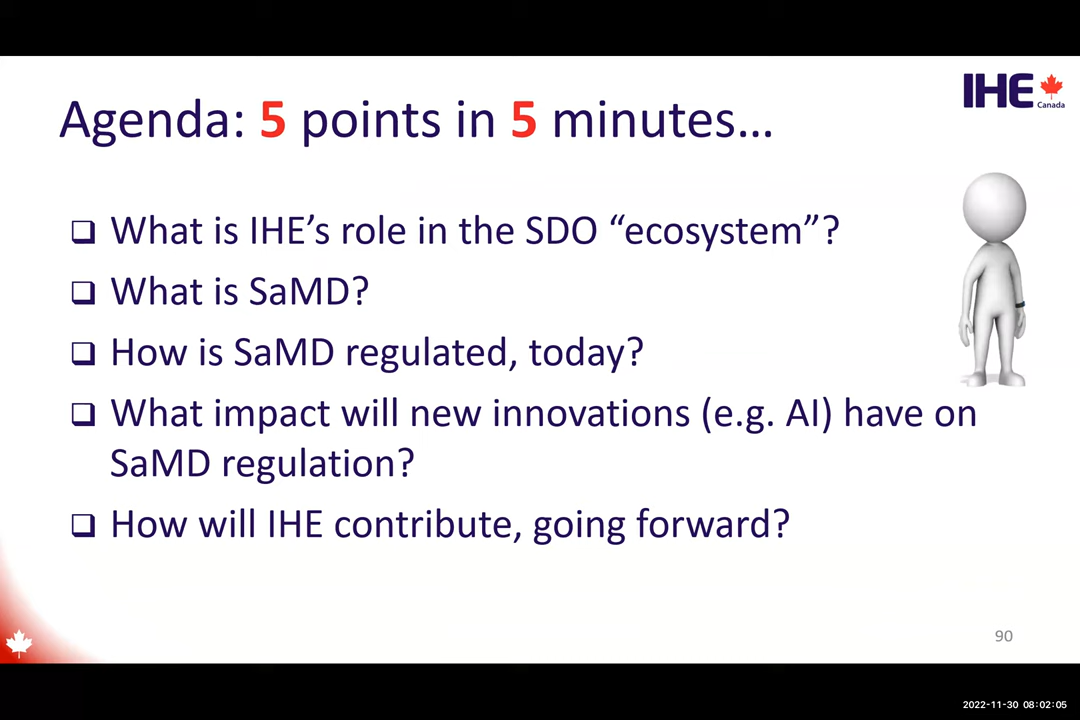 IHE
Canada
Agenda: 5 points in 5 minutes...
❑ What is IHE’s role in the SDO “ecosystem”?
❑ What is SaMD?
❑ How is SaMD regulated, today?
❑ What impact will new innovations (e.g. AI) have on
SaMD regulation?
❑ How will IHE contribute, going forward?
90
2022-11-30 08:02:05